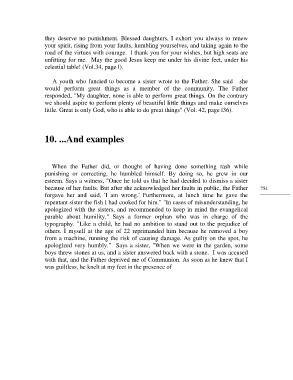 they deserve no punishment. Blessed daughters, I exhort you always to renew
your spirit, rising from your faults, humbling yourselves, and taking again to the
road of the virtues with courage. I thank you for your wishes, but high seats are
unfitting for me. May the good Jesus keep me under his divine feet, under his
celestial table! (Vol.34, page l).
A youth who fancied to become a sister wrote to the Father. She said she
would perform great things as a member of the community. The Father
responded, "My daughter, none is able to perform great things. On the contrary
we should aspire to perform plenty of beautiful little things and make ourselves
little. Great is only God, who is able to do great things" (Vol. 42, page l36).
10. ...And examples
When the Father did, or thought of having done something rash while
punishing or correcting, he humbled himself. By doing so, he grew in our
esteem. Says a witness, "Once he told us that he had decided to dismiss a sister
because of her faults. But after she acknowledged her faults in public, the Father
forgave her and said, 'I am wrong.' Furthermore, at lunch time he gave the
repentant sister the fish I had cooked for him." "In cases of misunderstanding, he
apologized with the sisters, and recommended to keep in mind the evangelical
parable about humility," Says a former orphan who was in charge of the
typography. "Like a child, he had no ambition to stand out to the prejudice of
others. I myself at the age of 22 reprimanded him because he removed a boy
from a machine, running the risk of causing damage. As guilty on the spot, he
apologized very humbly." Says a sister, "When we were in the garden, some
boys threw stones at us, and a sister answered back with a stone. I was accused
with that, and the Father deprived me of Communion. As soon as he knew that I
was guiltless, he knelt at my feet in the presence of
751